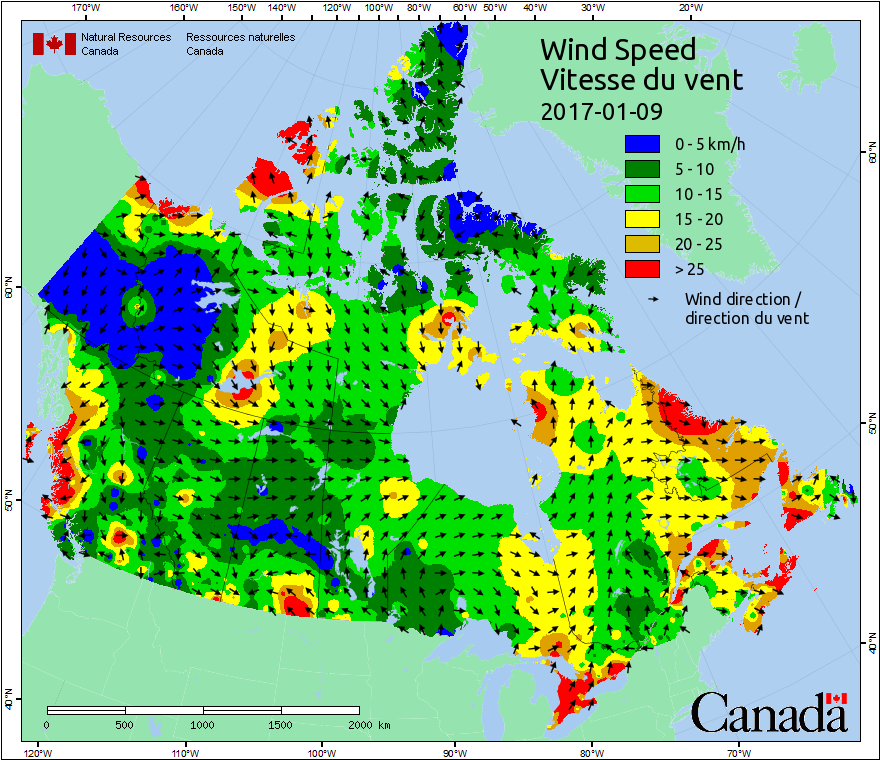 170°W 160°W 150°W 140°W 130°W 120°W 110°W 100°W 80°W 60°W 50°W 40°W 30°W 20°W
Natural Resources Canada
Ressources naturelles Canada
Wind Speed
Vitesse du vent
2017-01-09
0 - 5 km/h
5 - 10
10 - 15
15 - 20
20 - 25
> 25
Wind direction /
direction du vent
60°N
50°N
40°N
60°N
50°N
40°N
0 500 1000 1500 2000 km
Canada
120°W 110°W 100°W 90°W 80°W 70°W